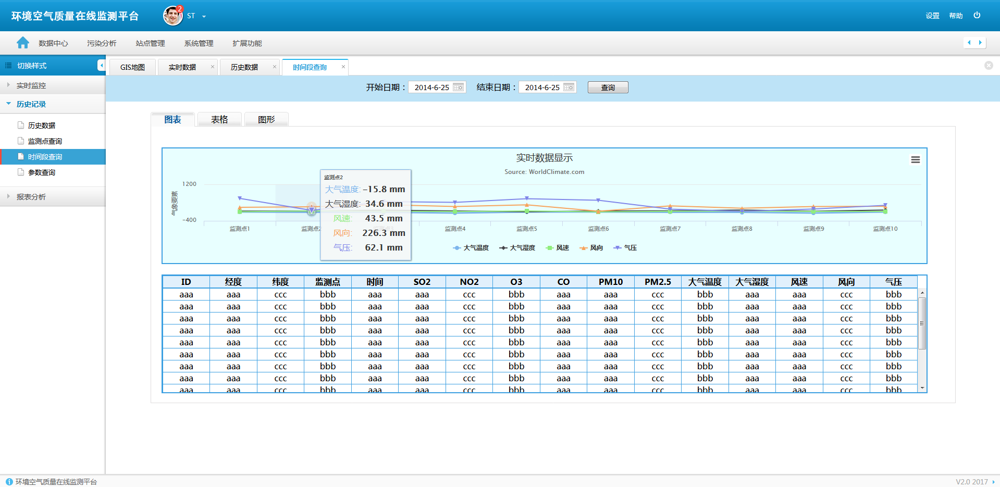 环境空气质量在线监测平台 2 ST 设置 帮助
数据中心 污染分析 站点管理 系统管理 扩展功能
切换样式
实时监控
历史记录
历史数据
监测点查询
时间段查询
参数查询
报表分析
GIS地图 实时数据 历史数据 时间段查询
开始日期： 2014-6-25 结束日期： 2014-6-25 查询
图表 表格 图形
实时数据显示
Source: WorldClimate.com
气象要素
1200
-400
监测点2
大气温度: -15.8 mm
大气湿度: 34.6 mm
风速: 43.5 mm
风向: 226.3 mm
气压: 62.1 mm
监测点1 监测点2 监测点4 监测点5 监测点6 监测点7 监测点8 监测点9 监测点10
大气温度 大气湿度 风速 风向 气压
ID 经度 纬度 监测点 时间 SO2 NO2 O3 CO PM10 PM2.5 大气温度 大气湿度 风速 风向 气压
aaa aaa ccc bbb aaa aaa ccc bbb aaa aaa ccc bbb aaa aaa ccc bbb
aaa aaa ccc bbb aaa aaa ccc bbb aaa aaa ccc bbb aaa aaa ccc bbb
aaa aaa ccc bbb aaa aaa ccc bbb aaa aaa ccc bbb aaa aaa ccc bbb
aaa aaa ccc bbb aaa aaa ccc bbb aaa aaa ccc bbb aaa aaa ccc bbb
aaa aaa ccc bbb aaa aaa ccc bbb aaa aaa ccc bbb aaa aaa ccc bbb
aaa aaa ccc bbb aaa aaa ccc bbb aaa aaa ccc bbb aaa aaa ccc bbb
aaa aaa ccc bbb aaa aaa ccc bbb aaa aaa ccc bbb aaa aaa ccc bbb
aaa aaa ccc bbb aaa aaa ccc bbb aaa aaa ccc bbb aaa aaa ccc bbb
aaa aaa ccc bbb aaa aaa ccc bbb aaa aaa ccc bbb aaa aaa ccc bbb
环境空气质量在线监测平台 V2.0 2017